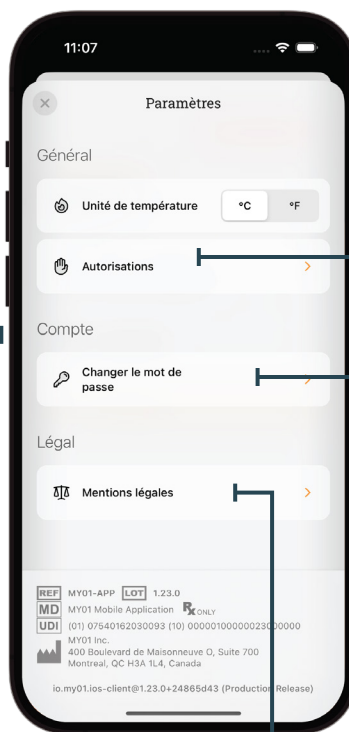 11:07
Paramètres
Général
Unité de température °C °F
Autorisations
Compte
Changer le mot de
passe
Légal
Mentions légales
REF MY01-APP LOT 1.23.0
MD MY01 Mobile Application Rx ONLY
UDI (01) 07540162030093 (10) 00000100000023000000
MY01 Inc.
400 Boulevard de Maisonneuve O, Suite 700
Montreal, QC H3A 1L4, Canada
io.my01.ios-client@1.23.0+24865d43 (Production Release)